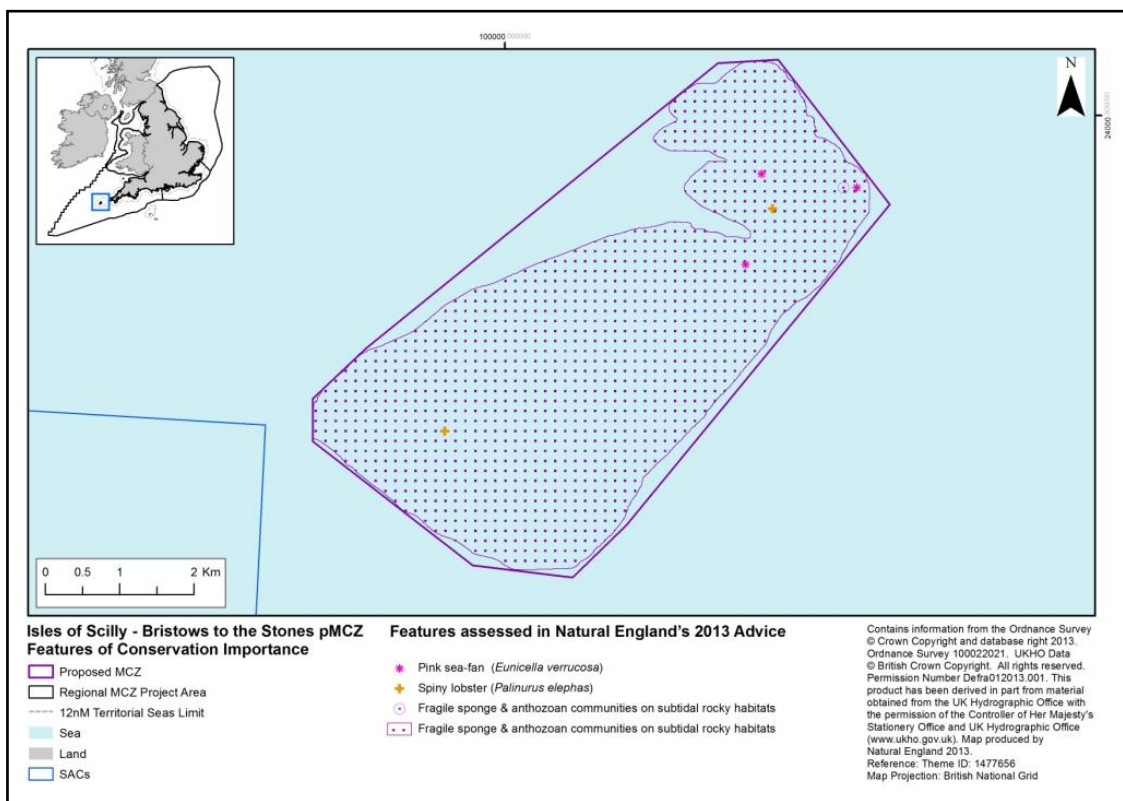 100000 000000
N
24000 000000
0 0.5 1 2 Km
Isles of Scilly - Bristows to the Stones pMCZ
Features of Conservation Importance
Proposed MCZ
Regional MCZ Project Area
12nM Territorial Seas Limit
Sea
Land
SACs
Features assessed in Natural England's 2013 Advice
Pink sea-fan (Eunicella verrucosa)
Spiny lobster (Palinurus elephas)
Fragile sponge & anthozoan communities on subtidal rocky habitats
Fragile sponge & anthozoan communities on subtidal rocky habitats
Contains information from the Ordnance Survey
© Crown Copyright and database right 2013.
Ordnance Survey 100022021. UKHO Data
© British Crown Copyright. All rights reserved.
Permission Number Defra012013.001. This
product has been derived in part from material
obtained from the UK Hydrographic Office with
the permission of the Controller of Her Majesty's
Stationery Office and UK Hydrographic Office
(www.ukho.gov.uk). Map produced by
Natural England 2013.
Reference: Theme ID: 1477656
Map Projection: British National Grid